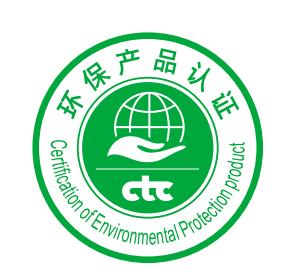 环保产品认证
ctc
Certification of Environmental Protection product